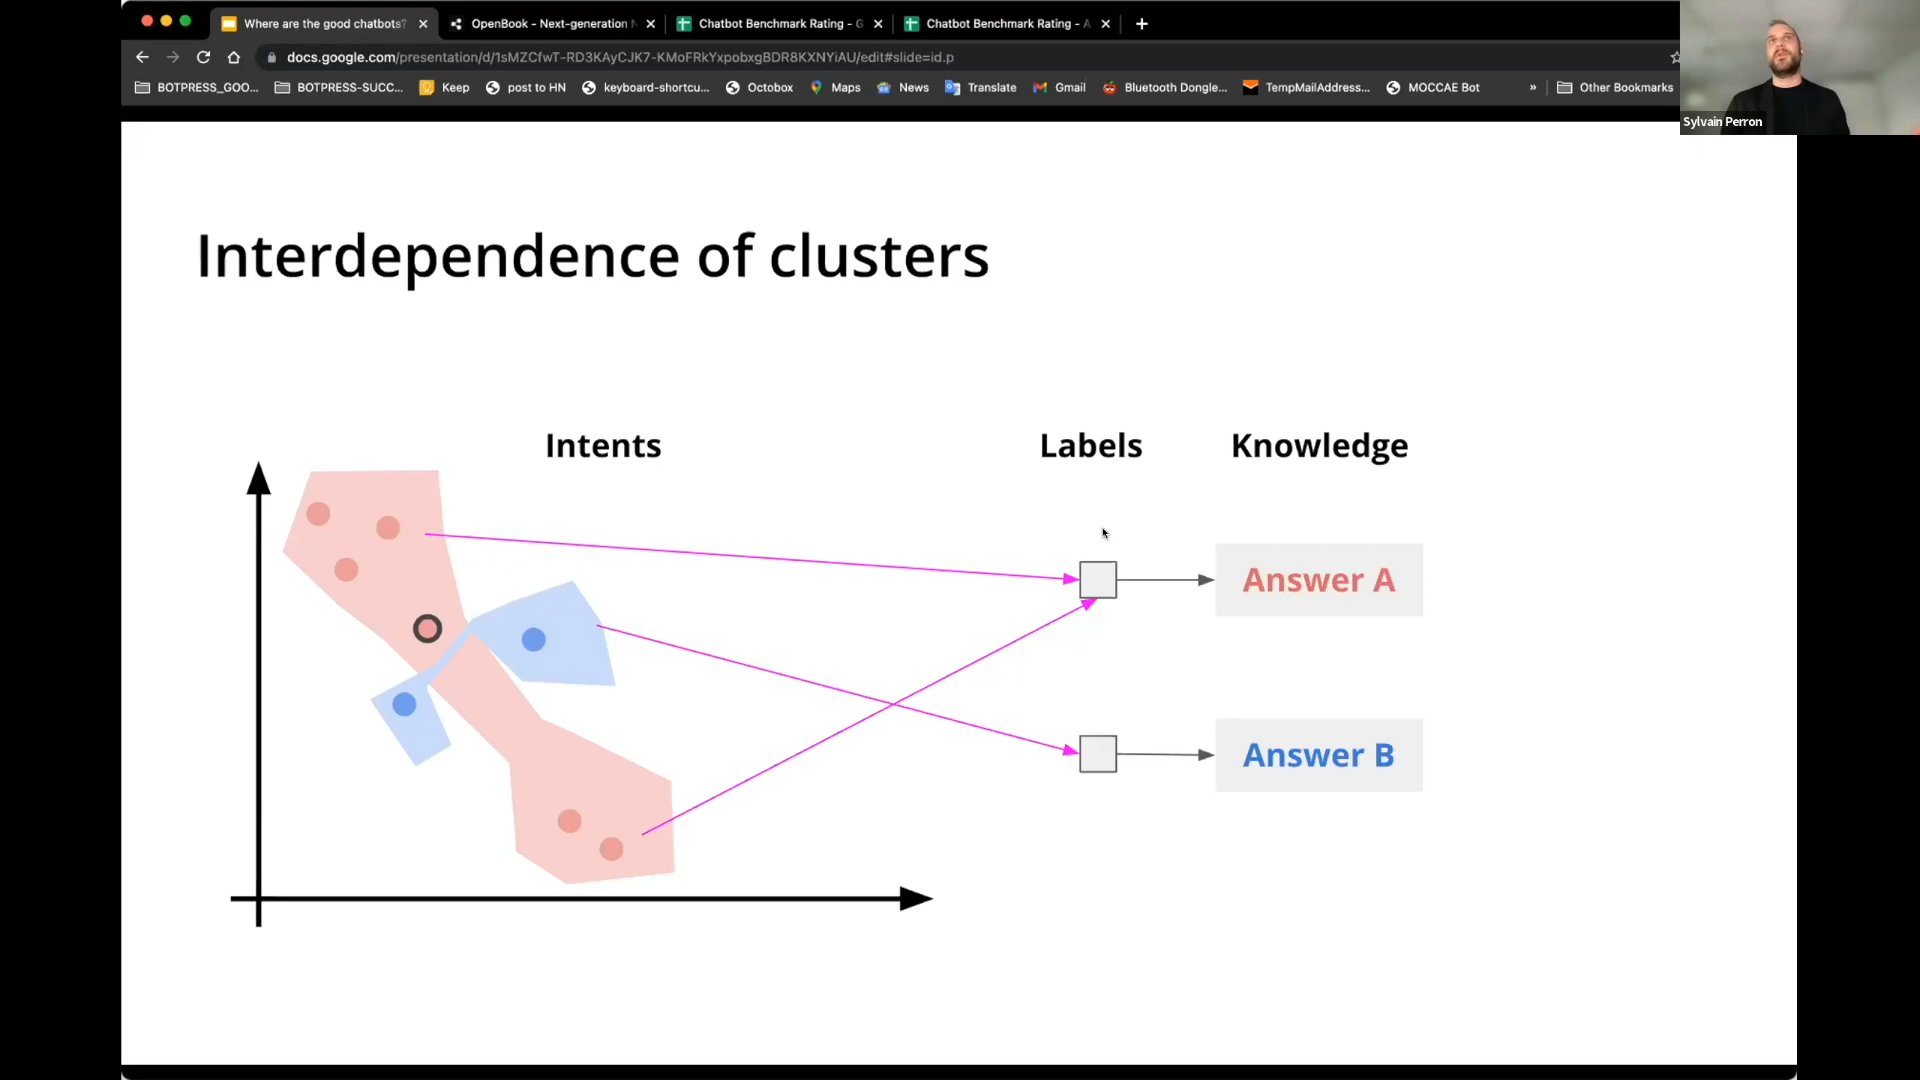 Where are the good chatbots?
OpenBook - Next-generation N
Chatbot Benchmark Rating - G
Chatbot Benchmark Rating - A
docs.google.com/presentation/d/1sMZCfwT-RD3KAyCJK7-KMoFRkYxpobxgBDR8KXNYiAU/edit#slide=id.p
BOTPRESS_GOO...
BOTPRESS-SUCC...
Keep
post to HN
keyboard-shortcu...
Octobox
Maps
News
Translate
Gmail
Bluetooth Dongle...
TempMailAddress...
MOCCAE Bot
»
Other Bookmarks
Sylvain Perron
Interdependence of clusters
Intents
Labels
Knowledge
Answer A
Answer B